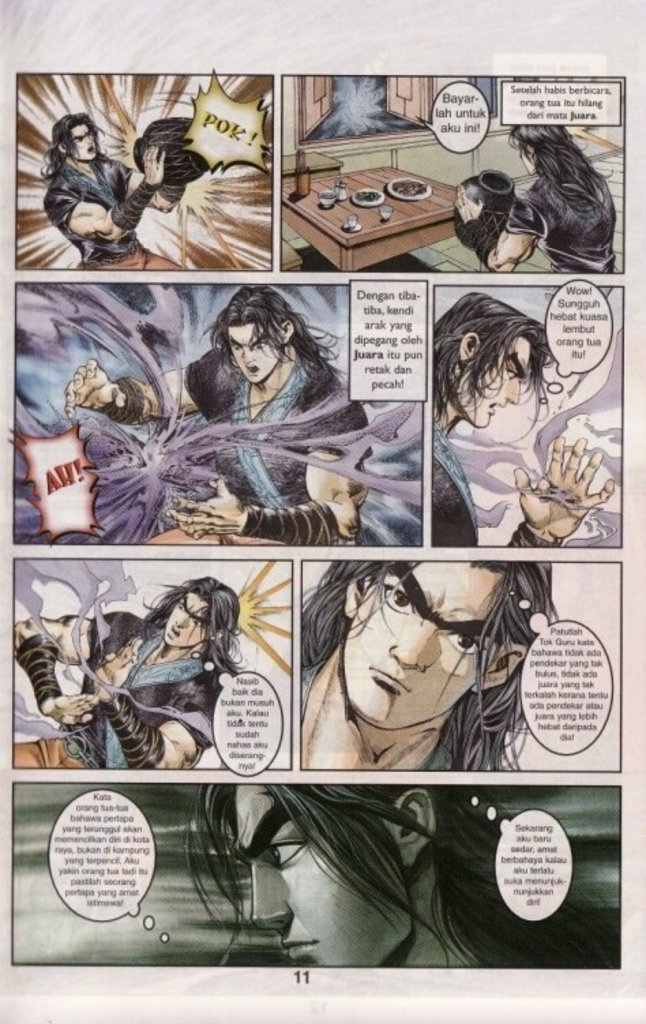 POK!
Bayar-
lah untuk
aku ini!
Setelah habis berbicara,
orang tua itu hilang
dari mata Juara.
AH!
Dengan tiba-
tiba, kendi
arak yang
dipegang oleh
Juara itu pun
retak dan
pecah!
Wow!
Sungguh
hebat kuasa
lembut
orang tua
itu!
Nasib
baik dia
bukan musuh
aku. Kalau
tidak tentu
sudah
nahas aku
diserang-
nya!
Patutlah
Tok Guru kata
bahawa tidak ada
pendekar yang tak
bulus, tidak ada
juara yang tak
terkalah kerana tentu
ada pendekar atau
juara yang lebih
hebat daripada
dia!
Kata
orang tua-tua
bahawa pertapa
yang terunggul akan
memencilkan diri di kota
raya, bukan di kampung
yang terpencil. Aku
yakin orang tua tadi itu
pastilah seorang
pertapa yang amat
istimewa!
Sekarang
aku baru
sedar, amat
berbahaya kalau
aku terlalu
suka menunjuk-
nunjukkan
diri!
11